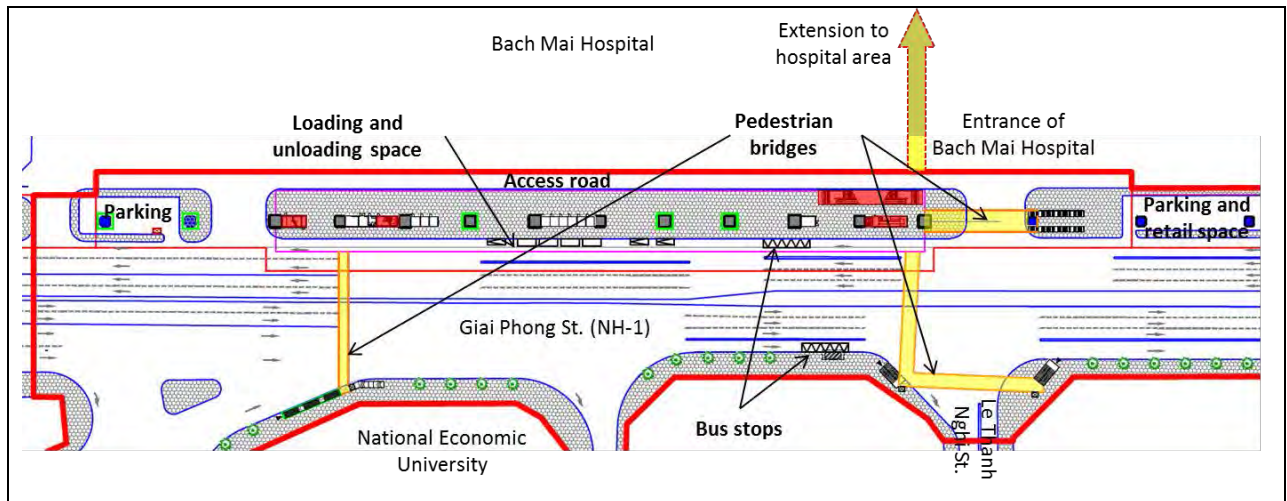 Bach Mai Hospital
Extension to
hospital area
Loading and
unloading space
Pedestrian
bridges
Entrance of
Bach Mai Hospital
Access road
Parking
Parking and
retail space
Giai Phong St. (NH-1)
Bus stops
National Economic
University
Le Thanh
Nghi St.